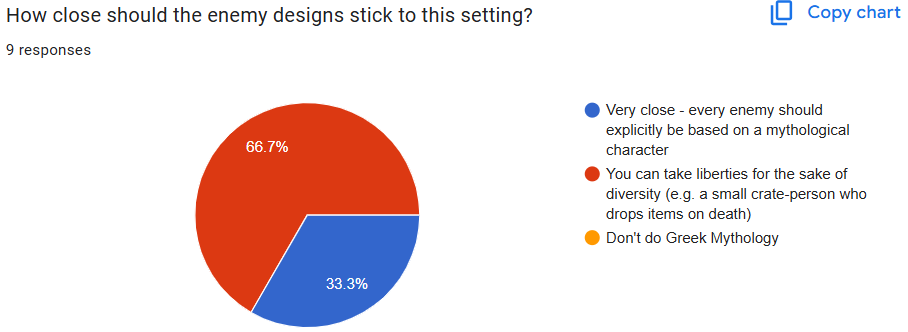 How close should the enemy designs stick to this setting?
Copy chart
9 responses
66.7%
33.3%
Very close - every enemy should
explicitly be based on a mythological
character
You can take liberties for the sake of
diversity (e.g. a small crate-person who
drops items on death)
Don't do Greek Mythology